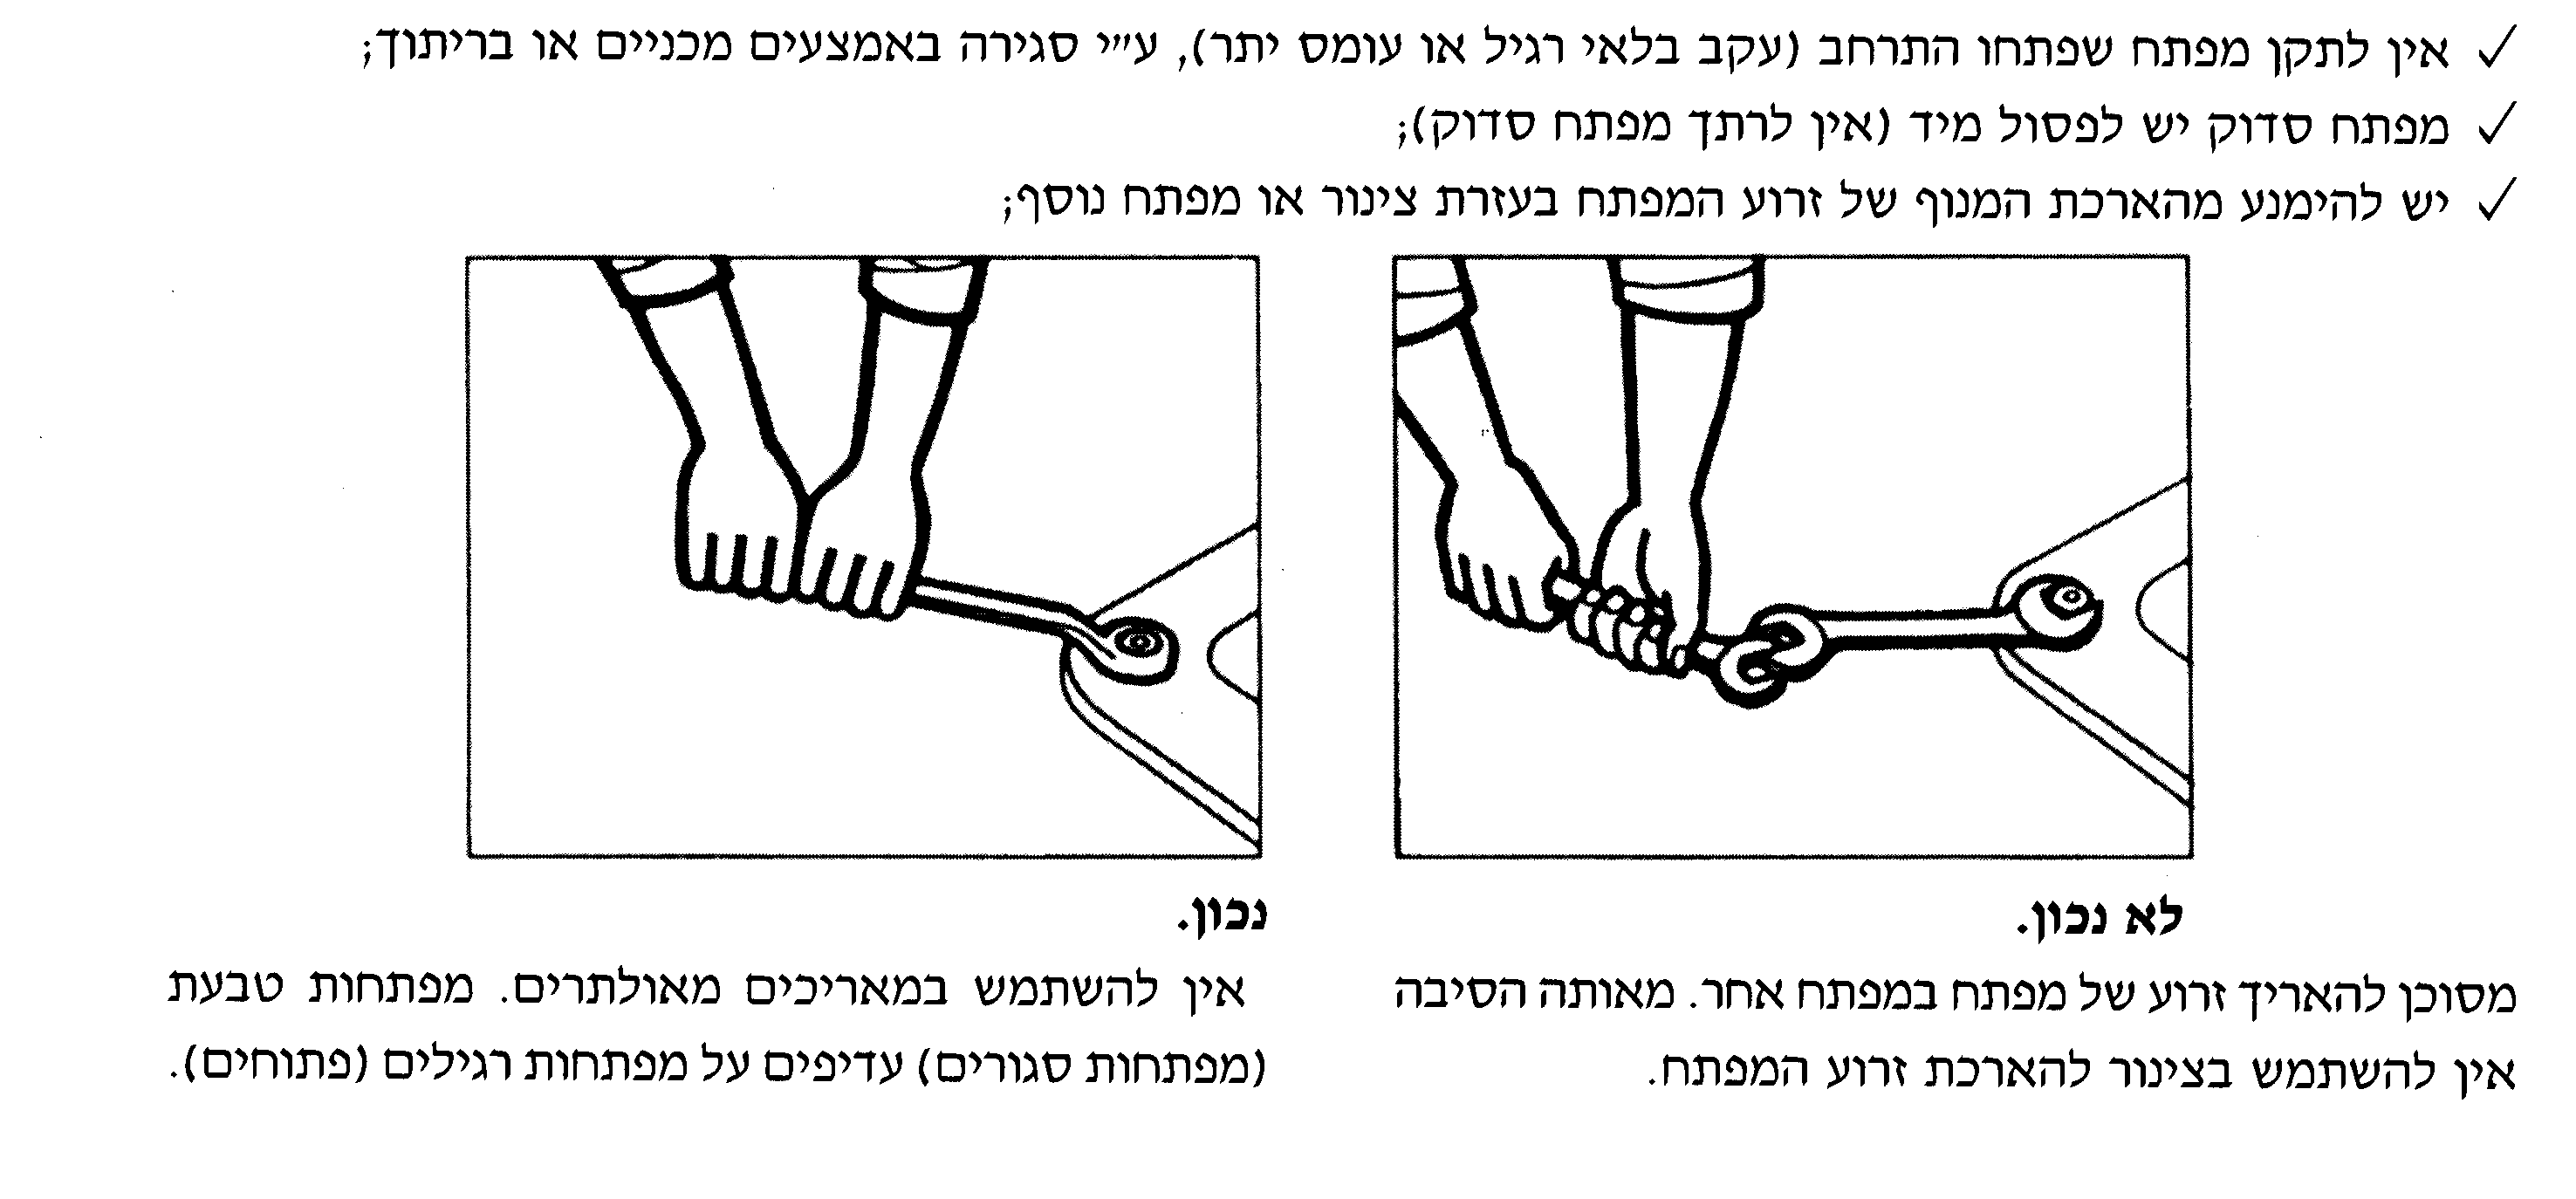 ✓ אין לתקן מפתח שפתחו התרחב (עקב בלאי רגיל או עומס יתר), ע״י סגירה באמצעים מכניים או בריתוך;
✓ מפתח סדוק יש לפסול מיד (אין לרתך מפתח סדוק);
✓ יש להימנע מהארכת המנוף של זרוע המפתח בעזרת צינור או מפתח נוסף;
לא נכון.
מסוכן להאריך זרוע של מפתח במפתח אחר. מאותה הסיבה
אין להשתמש בצינור להארכת זרוע המפתח.
נכון.
אין להשתמש במאריכים מאולתרים. מפתחות טבעת
(מפתחות סגורים) עדיפים על מפתחות רגילים (פתוחים).